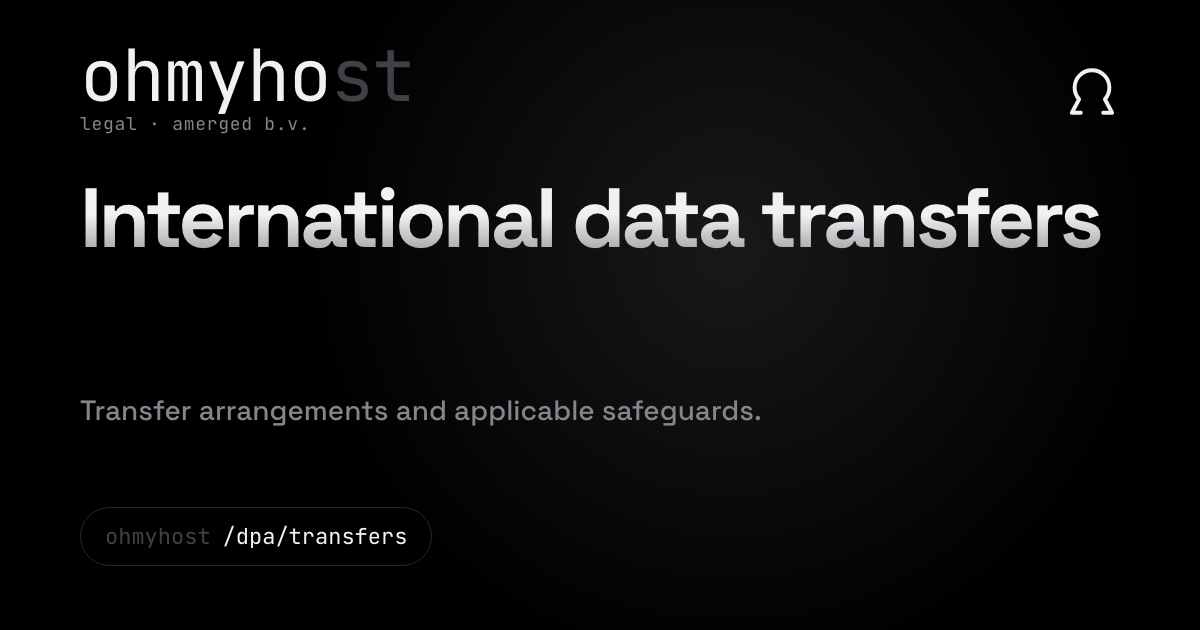 ohmyhost
legal · amerged b.v.
International data transfers
Transfer arrangements and applicable safeguards.
ohmyhost /dpa/transfers